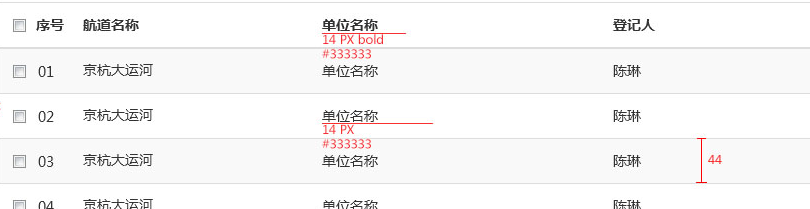 序号 航道名称 单位名称 登记人
14 PX bold
#333333
01 京杭大运河 单位名称 陈琳
02 京杭大运河 单位名称 陈琳
14 PX
#333333
03 京杭大运河 单位名称 陈琳 44
04 京杭大运河 单位名称 陈琳